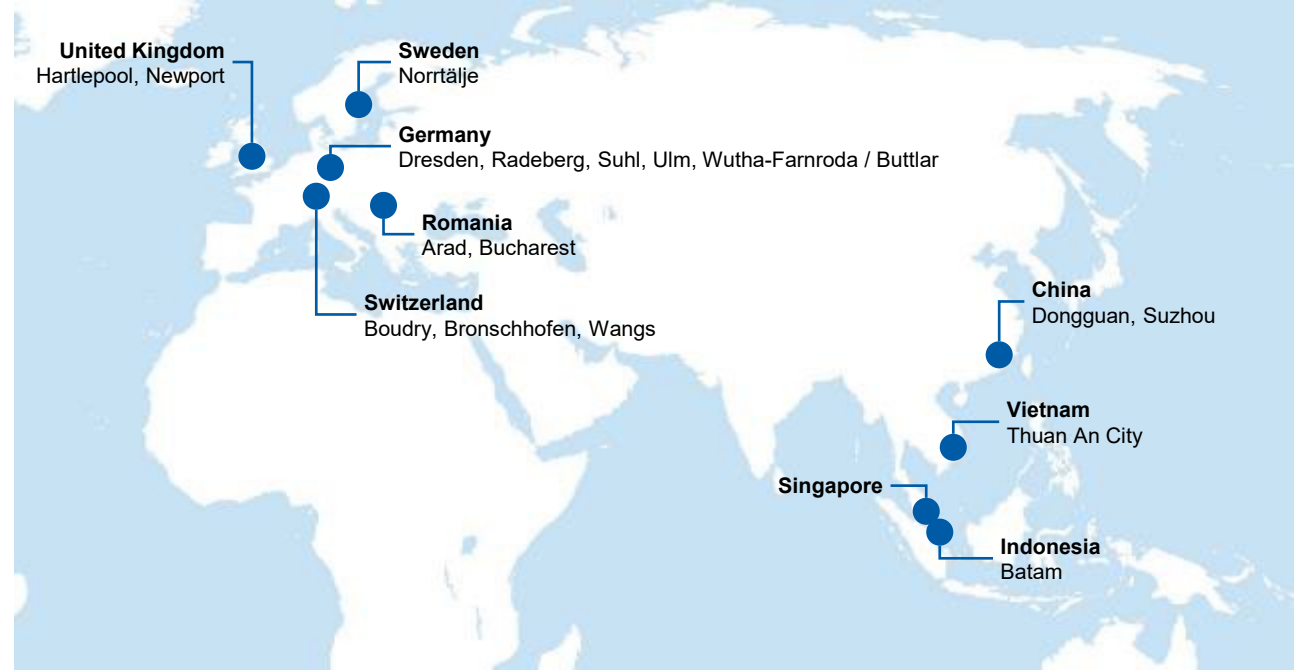 United Kingdom
Hartlepool, Newport
Sweden
Norrtälje
Germany
Dresden, Radeberg, Suhl, Ulm, Wutha-Farnroda / Buttlar
Romania
Arad, Bucharest
Switzerland
Boudry, Bronschhofen, Wangs
China
Dongguan, Suzhou
Vietnam
Thuan An City
Singapore
Indonesia
Batam